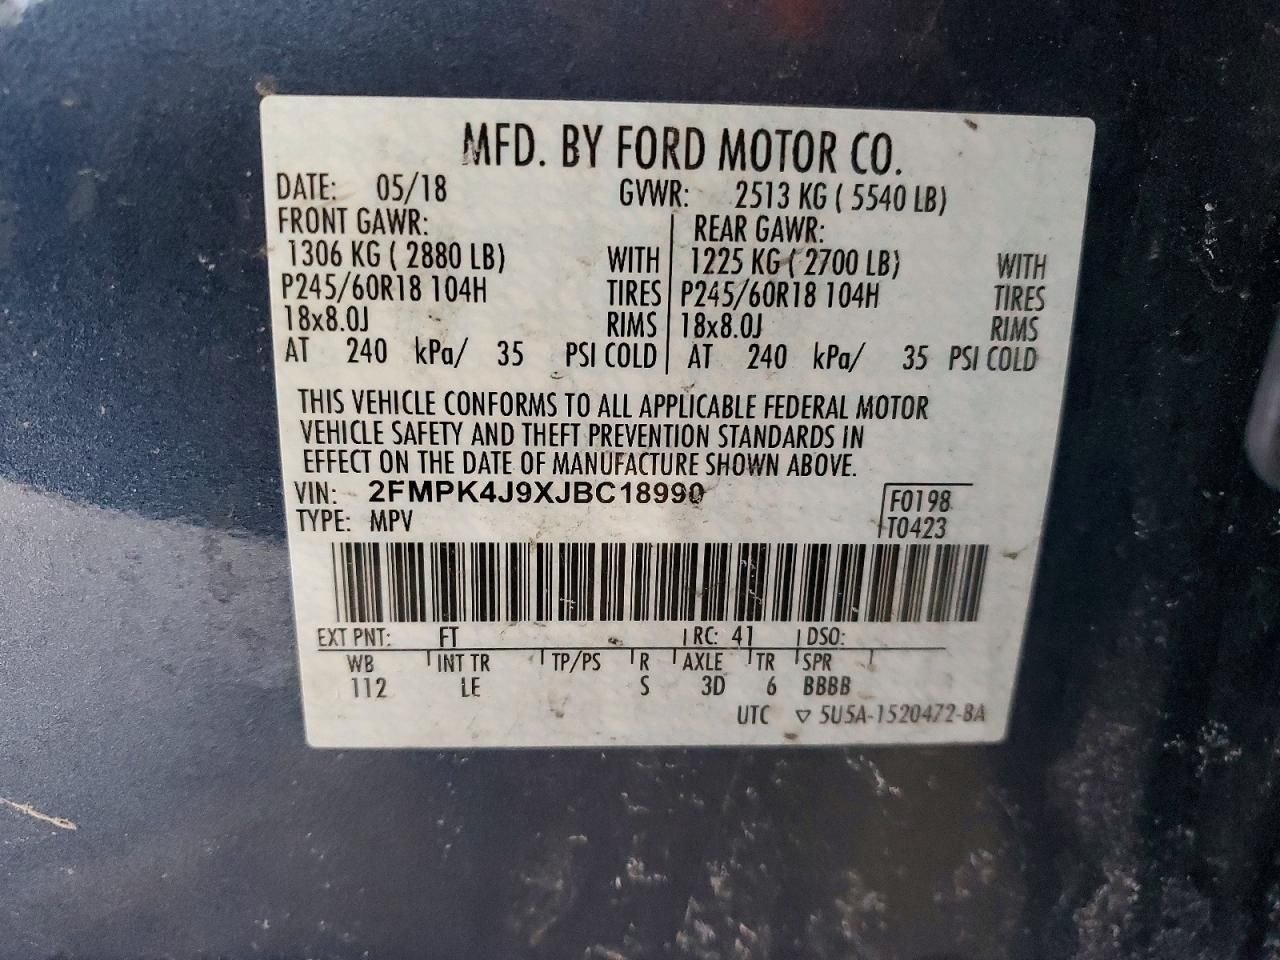 MFD. BY FORD MOTOR CO.
DATE: 05/18 GVWR: 2513 KG ( 5540 LB)
FRONT GAWR: REAR GAWR:
1306 KG ( 2880 LB) WITH 1225 KG ( 2700 LB) WITH
P245/60R18 104H TIRES P245/60R18 104H TIRES
18x8.0J RIMS 18x8.0J RIMS
AT 240 kPa/ 35 PSI COLD AT 240 kPa/ 35 PSI COLD
THIS VEHICLE CONFORMS TO ALL APPLICABLE FEDERAL MOTOR
VEHICLE SAFETY AND THEFT PREVENTION STANDARDS IN
EFFECT ON THE DATE OF MANUFACTURE SHOWN ABOVE.
VIN: 2FMPK4J9XJBC18990 F0198
TYPE: MPV T0423
EXT PNT: FT RC: 41 DSO:
WB INT TR TP/PS R AXLE TR SPR
112 LE S 3D 6 BBBB
UTC ▽ 5U5A-1520472-BA